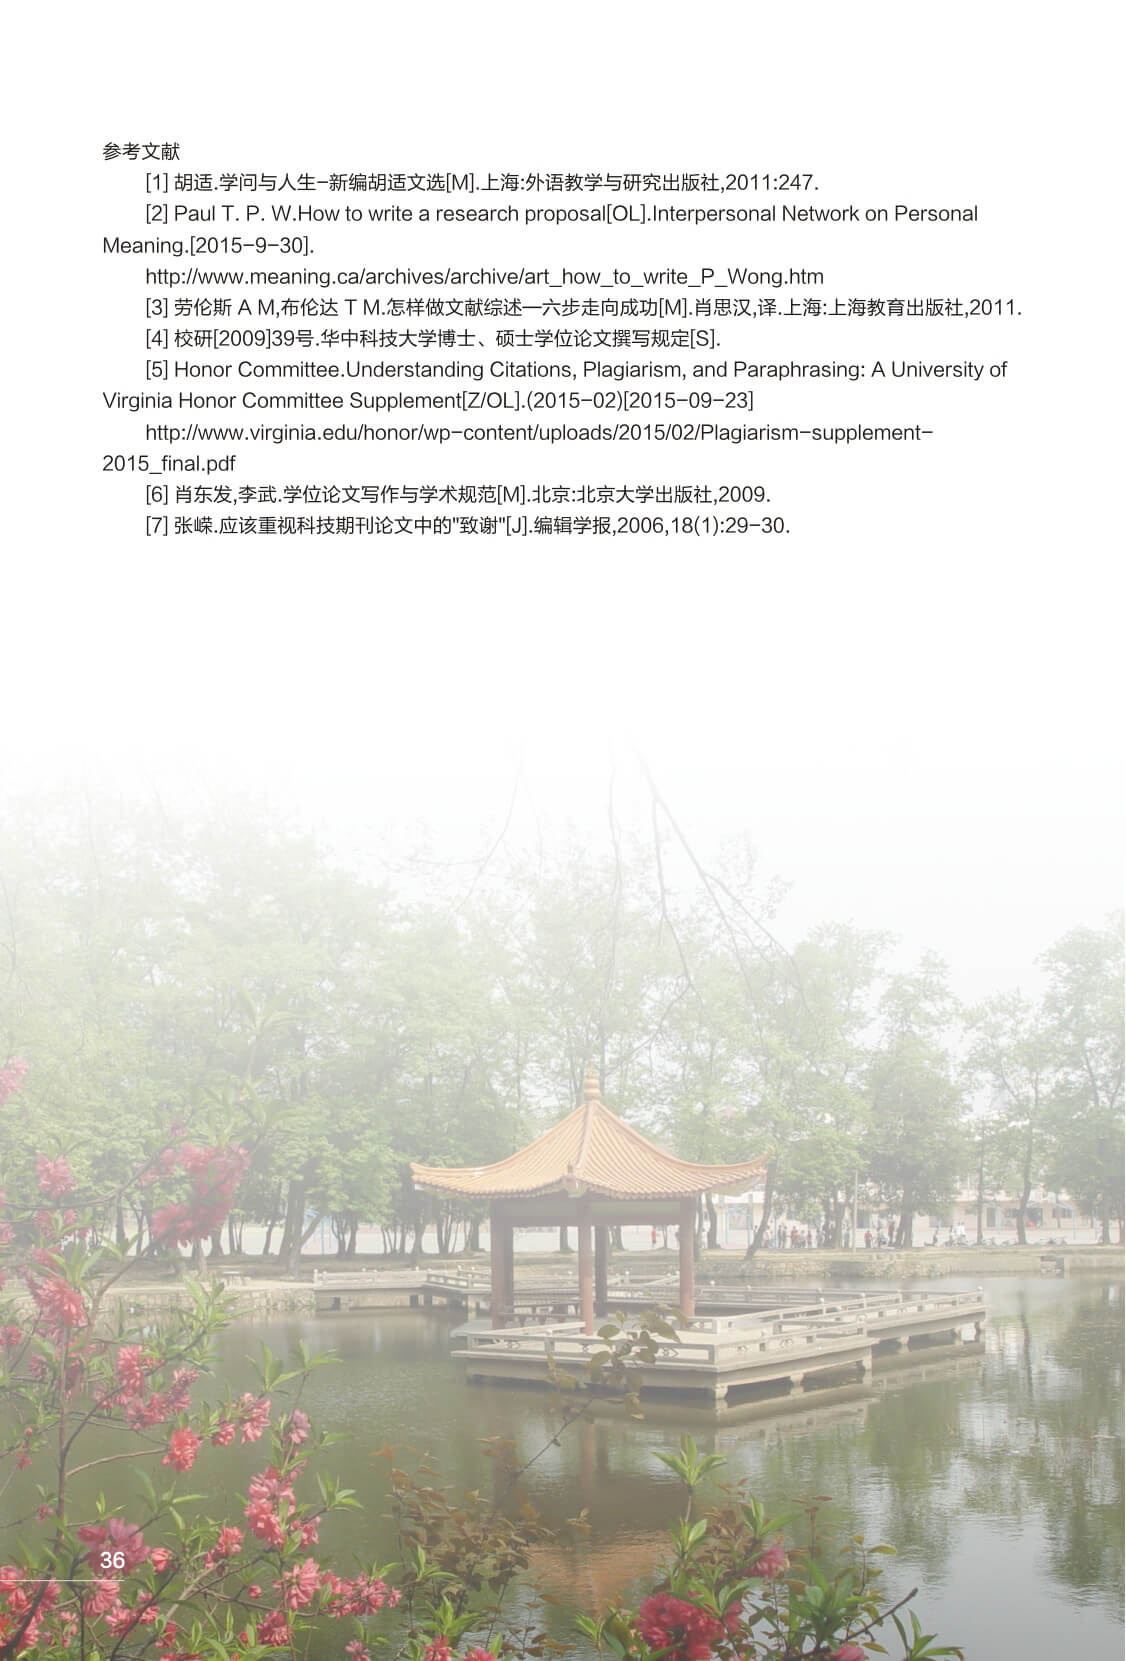 参考文献
[1] 胡适.学问与人生-新编胡适文选[M].上海:外语教学与研究出版社,2011:247.
[2] Paul T. P. W.How to write a research proposal[OL].Interpersonal Network on Personal
Meaning.[2015-9-30].
http://www.meaning.ca/archives/archive/art_how_to_write_P_Wong.htm
[3] 劳伦斯 A M,布伦达 T M.怎样做文献综述—六步走向成功[M].肖思汉,译.上海:上海教育出版社,2011.
[4] 校研[2009]39号.华中科技大学博士、硕士学位论文撰写规定[S].
[5] Honor Committee.Understanding Citations, Plagiarism, and Paraphrasing: A University of
Virginia Honor Committee Supplement[Z/OL].(2015-02)[2015-09-23]
http://www.virginia.edu/honor/wp-content/uploads/2015/02/Plagiarism-supplement-
2015_final.pdf
[6] 肖东发,李武.学位论文写作与学术规范[M].北京:北京大学出版社,2009.
[7] 张嵘.应该重视科技期刊论文中的"致谢"[J].编辑学报,2006,18(1):29-30.
36